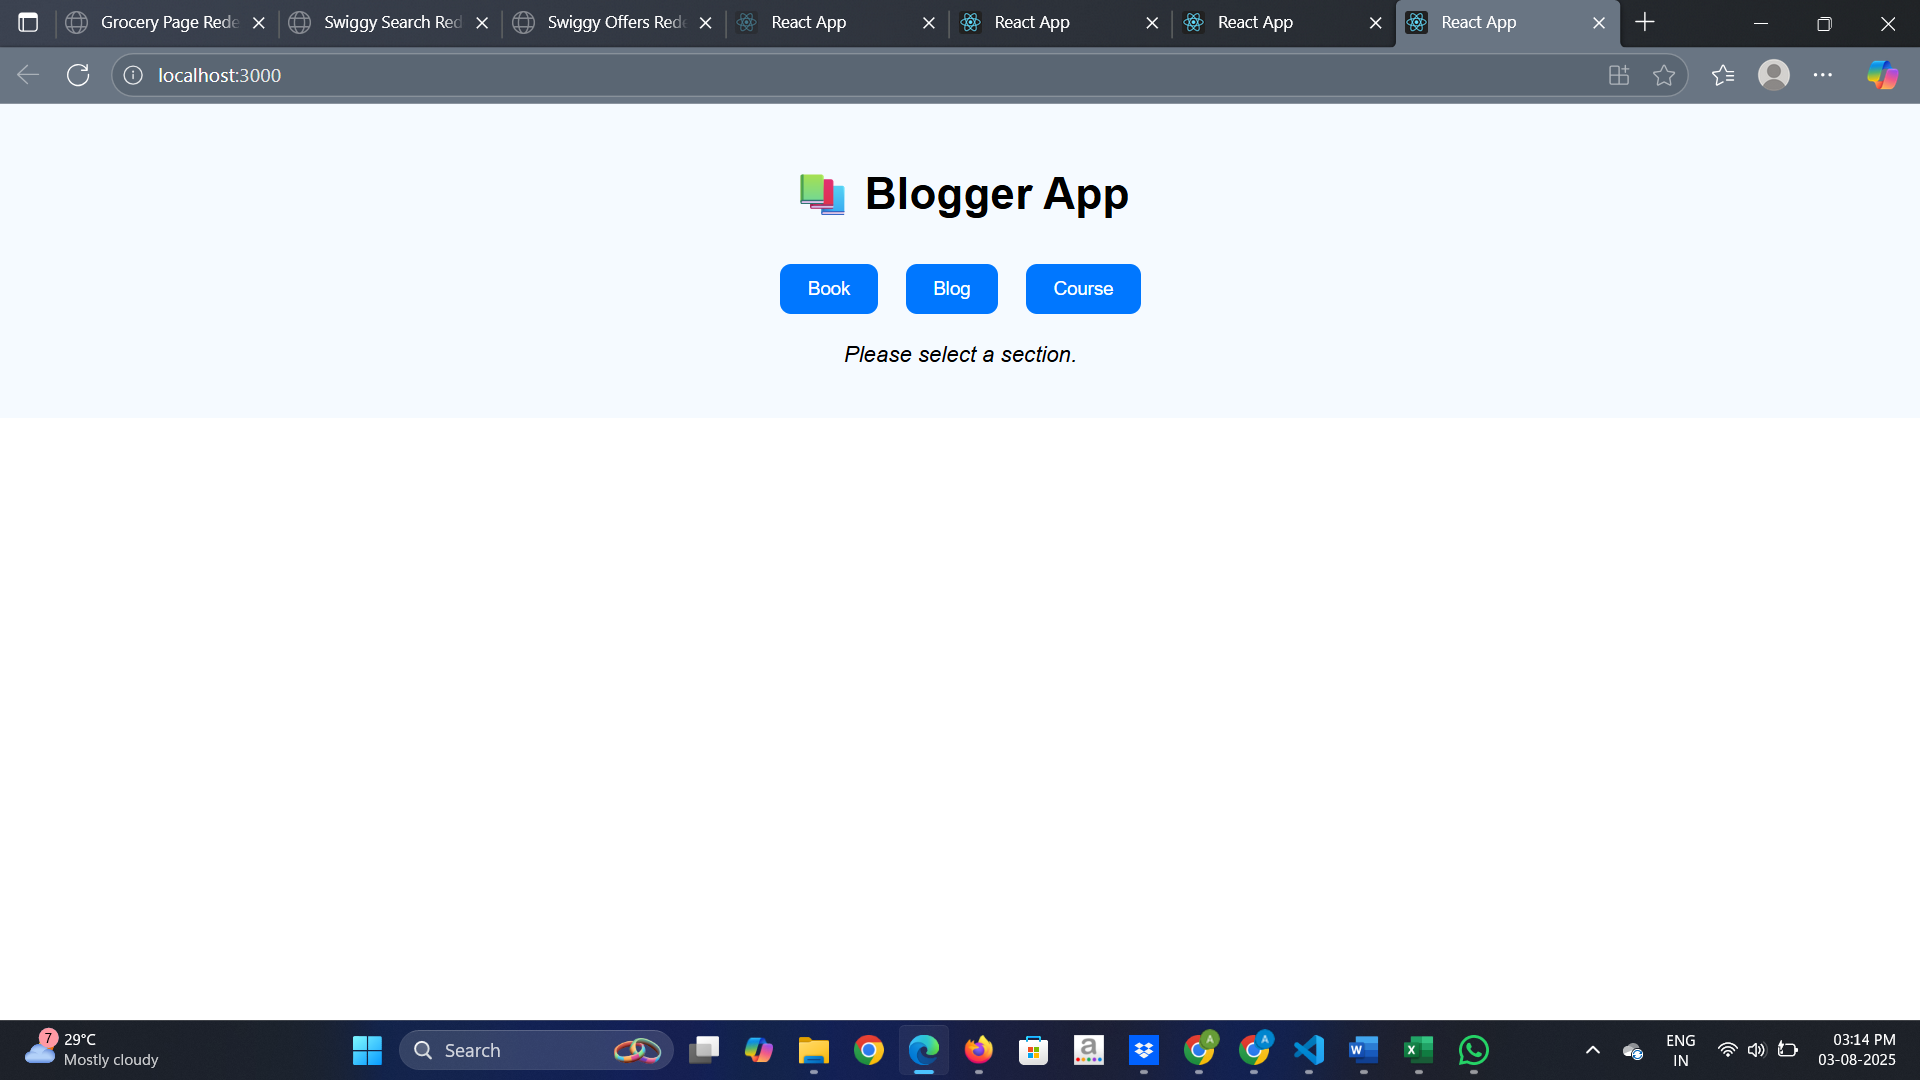 Grocery Page Rede
Swiggy Search Red
Swiggy Offers Rede
React App
React App
React App
React App
localhost:3000
📚 Blogger App
Book
Blog
Course
Please select a section.
7
29°C
Mostly cloudy
Search
a
A
A
W
X
ENG
IN
03:14 PM
03-08-2025